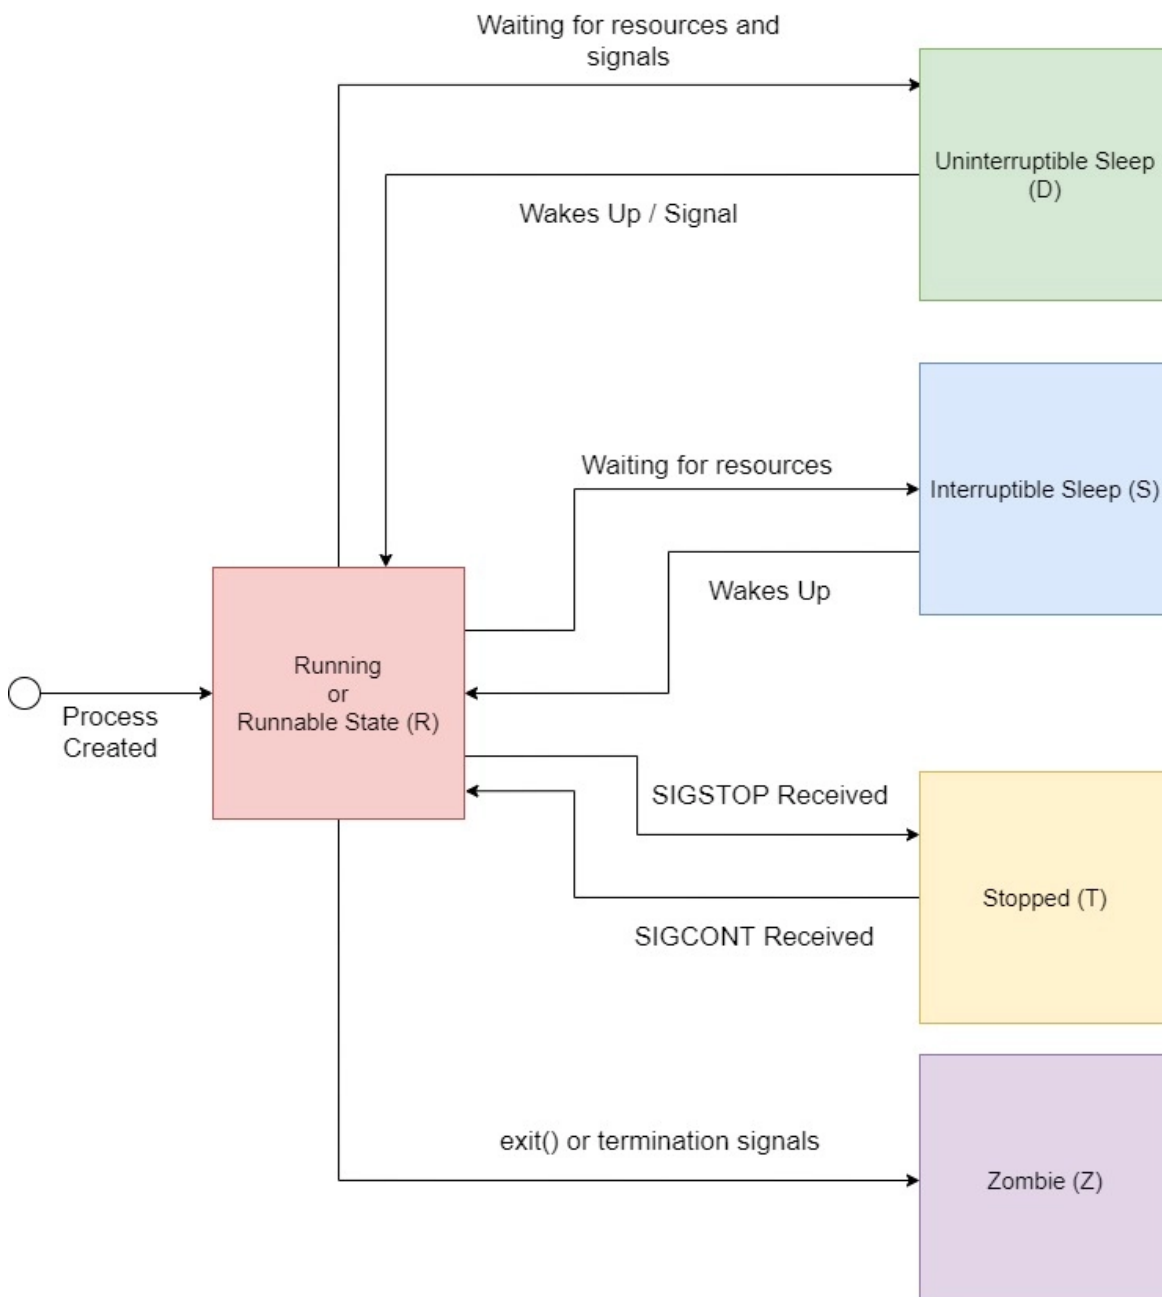 Waiting for resources and
signals
Uninterruptible Sleep
(D)
Wakes Up / Signal
Waiting for resources
Interruptible Sleep (S)
Wakes Up
Running
or
Runnable State (R)
Process
Created
SIGSTOP Received
Stopped (T)
SIGCONT Received
exit() or termination signals
Zombie (Z)